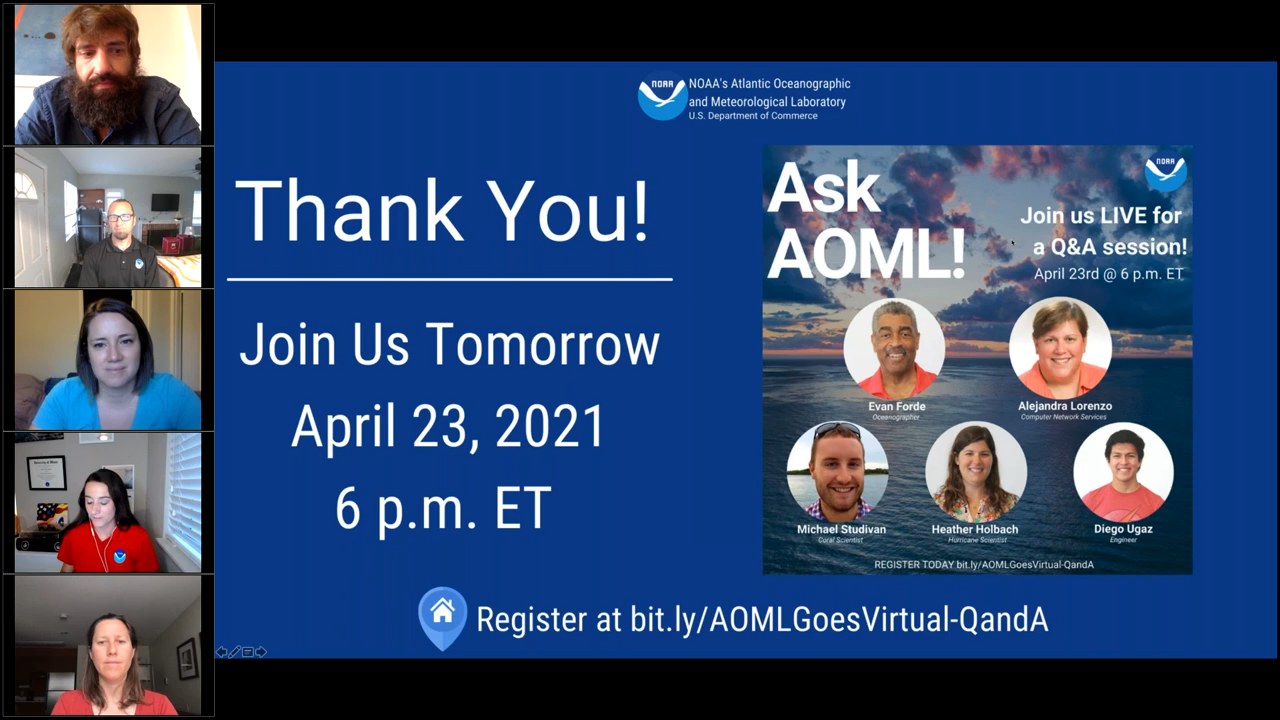 NOAA
NOAA's Atlantic Oceanographic
and Meteorological Laboratory
U.S. Department of Commerce
Thank You!
Join Us Tomorrow
April 23, 2021
6 p.m. ET
Ask
AOML!
NOAA
Join us LIVE for
a Q&A session!
April 23rd @ 6 p.m. ET
Evan Forde
Oceanographer
Alejandra Lorenzo
Computer Network Services
Michael Studivan
Coral Scientist
Heather Holbach
Hurricane Scientist
Diego Ugaz
Engineer
REGISTER TODAY bit.ly/AOMLGoesVirtual-QandA
Register at bit.ly/AOMLGoesVirtual-QandA